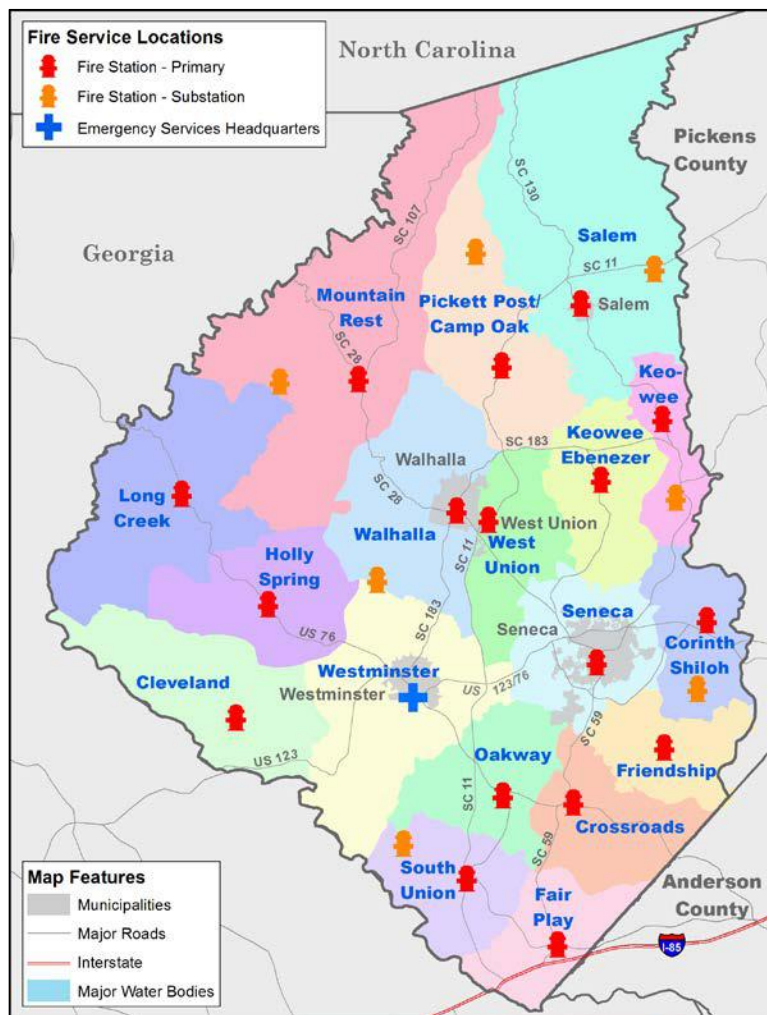 Fire Service Locations
Fire Station - Primary
Fire Station - Substation
Emergency Services Headquarters
North Carolina
Pickens
County
Georgia
SC 107
SC 130
Salem
SC 11
Salem
Mountain
Rest
Pickett Post/
Camp Oak
SC 28
Keo-
wee
SC 183
Keowee
Ebenezer
Walhalla
SC 28
Long
Creek
Walhalla
West Union
West
Union
SC 11
Holly
Spring
SC 183
Seneca
Seneca
Corinth
Shiloh
US 76
Westminster
Westminster
US 123/76
Cleveland
SC 59
US 123
Oakway
Friendship
SC 11
Crossroads
SC 59
South
Union
Fair
Play
Anderson
County
I-85
Map Features
Municipalities
Major Roads
Interstate
Major Water Bodies